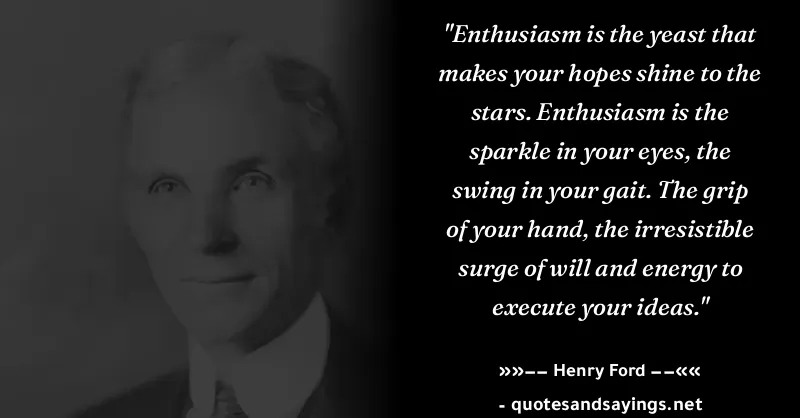 "Enthusiasm is the yeast that
makes your hopes shine to the
stars. Enthusiasm is the
sparkle in your eyes, the
swing in your gait. The grip
of your hand, the irresistible
surge of will and energy to
execute your ideas."
»»−− Henry Ford −−««
- quotesandsayings.net